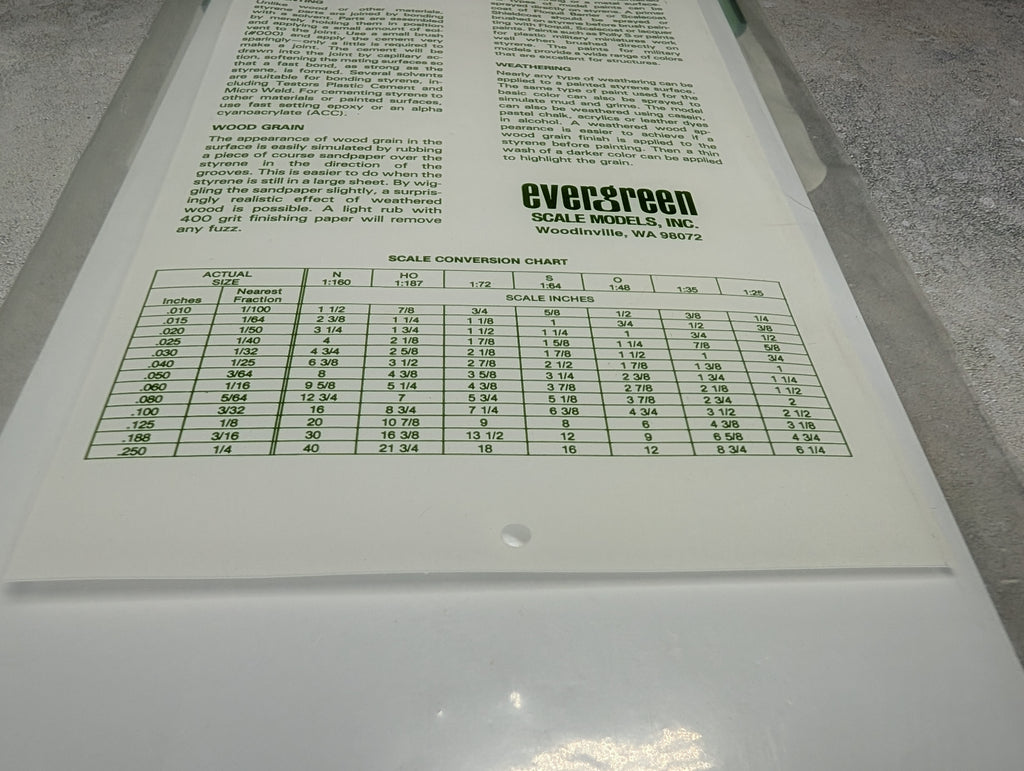 Unlike wood or other materials,
styrene parts are joined by bonding
with a solvent. Parts are assembled
by merely holding them in position
and applying a small amount of sol-
vent to the joint. Use a small brush
(#000) and apply the cement very
sparingly—only a little is required to
make a joint. The cement will be
drawn into the joint by capillary ac-
tion, softening the mating surfaces so
that a fast bond, as strong as the
styrene, is formed. Several solvents
are suitable for bonding styrene, in-
cluding Testors Plastic Cement and
Micro Weld. For cementing styrene to
other materials or painted surfaces,
use fast setting epoxy or an alpha
cyanoacrylate (ACC).
WOOD GRAIN
The appearance of wood grain in the
surface is easily simulated by rubbing
a piece of course sandpaper over the
styrene in the direction of the
grooves. This is easier to do when the
styrene is still in a large sheet. By wig-
gling the sandpaper slightly, a surpris-
ingly realistic effect of weathered
wood is possible. A light rub with
400 grit finishing paper will remove
any fuzz.
paints. Paints such as Polly S or paints
for plastic military miniatures work
well when brushed directly on
styrene. The paints for military
models provide a wide range of colors
that are excellent for structures.
WEATHERING
Nearly any type of weathering can be
applied to a painted styrene surface.
The same type of paint used for the
basic color can also be sprayed to
simulate mud and grime. The model
can also be weathered using casein,
pastel chalk, acrylics or leather dyes
in alcohol. A weathered wood ap-
pearance is easier to achieve if a
wood grain finish is applied to the
styrene before painting. Then a thin
wash of a darker color can be applied
to highlight the grain.
evergreen
SCALE MODELS, INC.
Woodinville, WA 98072
SCALE CONVERSION CHART
ACTUAL SIZE N 1:160 HO 1:187 1:72 S 1:64 O 1:48 1:35 1:25
Inches Nearest Fraction SCALE INCHES
.010 1/100 1 1/2 7/8 3/4 5/8 1/2 3/8 1/4
.015 1/64 2 3/8 1 1/4 1 1/8 1 3/4 1/2 3/8
.020 1/50 3 1/4 1 3/4 1 1/2 1 1/4 1 3/4 1/2
.025 1/40 4 2 1/8 1 7/8 1 5/8 1 1/4 7/8 5/8
.030 1/32 4 3/4 2 5/8 2 1/8 1 7/8 1 1/2 1 3/4
.040 1/25 6 3/8 3 1/2 2 7/8 2 1/2 1 7/8 1 3/8 1
.050 3/64 8 4 3/8 3 5/8 3 1/4 2 3/8 1 3/4 1 1/4
.060 1/16 9 5/8 5 1/4 4 3/8 3 7/8 2 7/8 2 1/8 1 1/2
.080 5/64 12 3/4 7 5 3/4 5 1/8 3 7/8 2 3/4 2
.100 3/32 16 8 3/4 7 1/4 6 3/8 4 3/4 3 1/2 2 1/2
.125 1/8 20 10 7/8 9 8 6 4 3/8 3 1/8
.188 3/16 30 16 3/8 13 1/2 12 9 6 5/8 4 3/4
.250 1/4 40 21 3/4 18 16 12 8 3/4 6 1/4